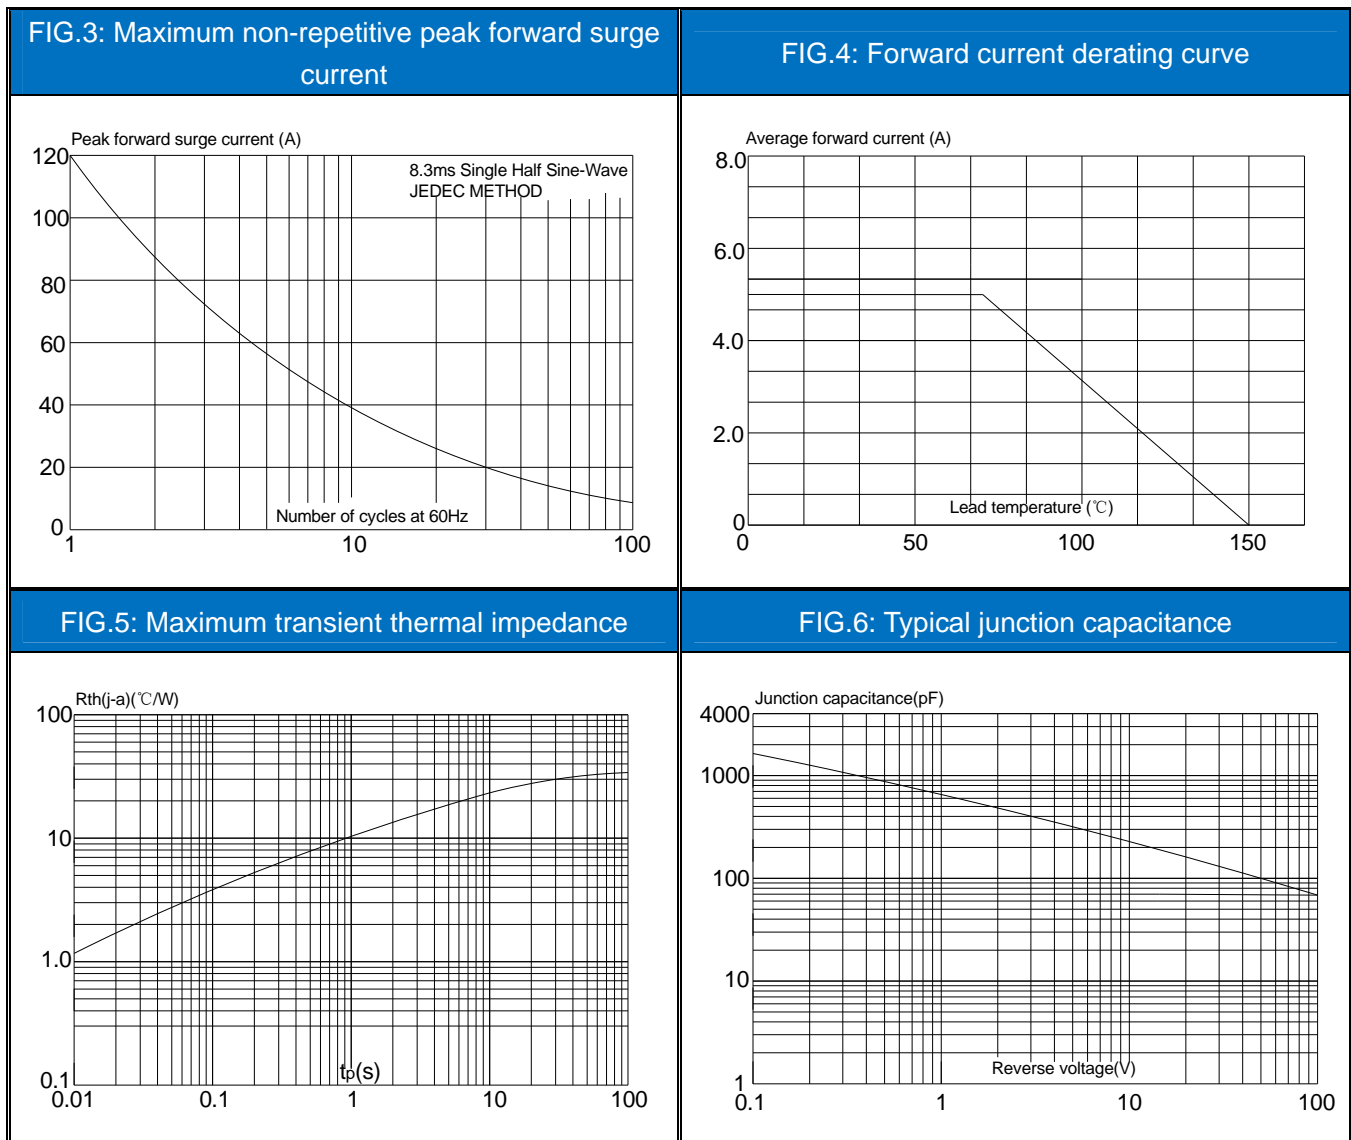 FIG.3: Maximum non-repetitive peak forward surge
current
FIG.4: Forward current derating curve
Peak forward surge current (A)
8.3ms Single Half Sine-Wave
JEDEC METHOD
120
100
80
60
40
20
0
Number of cycles at 60Hz
1
10
100
Average forward current (A)
8.0
6.0
4.0
2.0
0
Lead temperature (℃)
0
50
100
150
FIG.5: Maximum transient thermal impedance
FIG.6: Typical junction capacitance
Rth(j-a)(℃/W)
100
10
1.0
0.1
tp(s)
0.01
0.1
1
10
100
Junction capacitance(pF)
4000
1000
100
10
1
Reverse voltage(V)
0.1
1
10
100